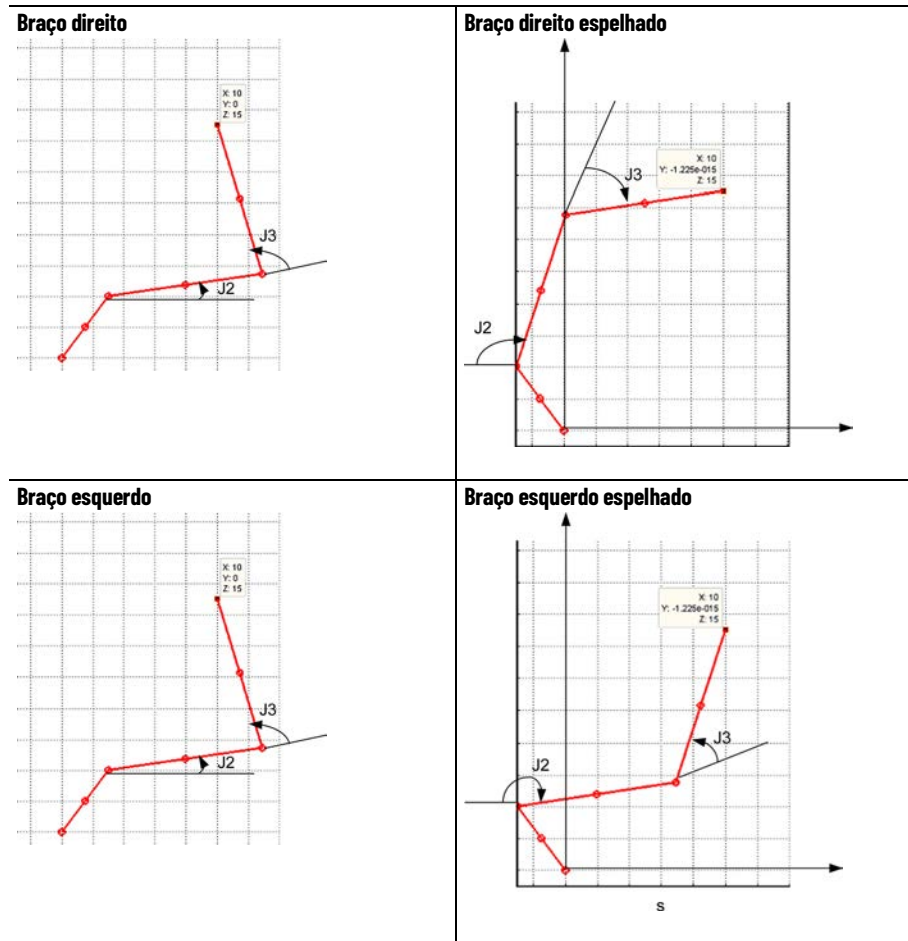 Braço direito
X: 10
Y: 0
Z: 15
J3
J2
Braço direito espelhado
X: 10
Y: -1.225e-015
Z: 15
J3
J2
Braço esquerdo
X: 10
Y: 0
Z: 15
J3
J2
Braço esquerdo espelhado
X: 10
Y: -1.225e-015
Z: 15
J3
J2
s